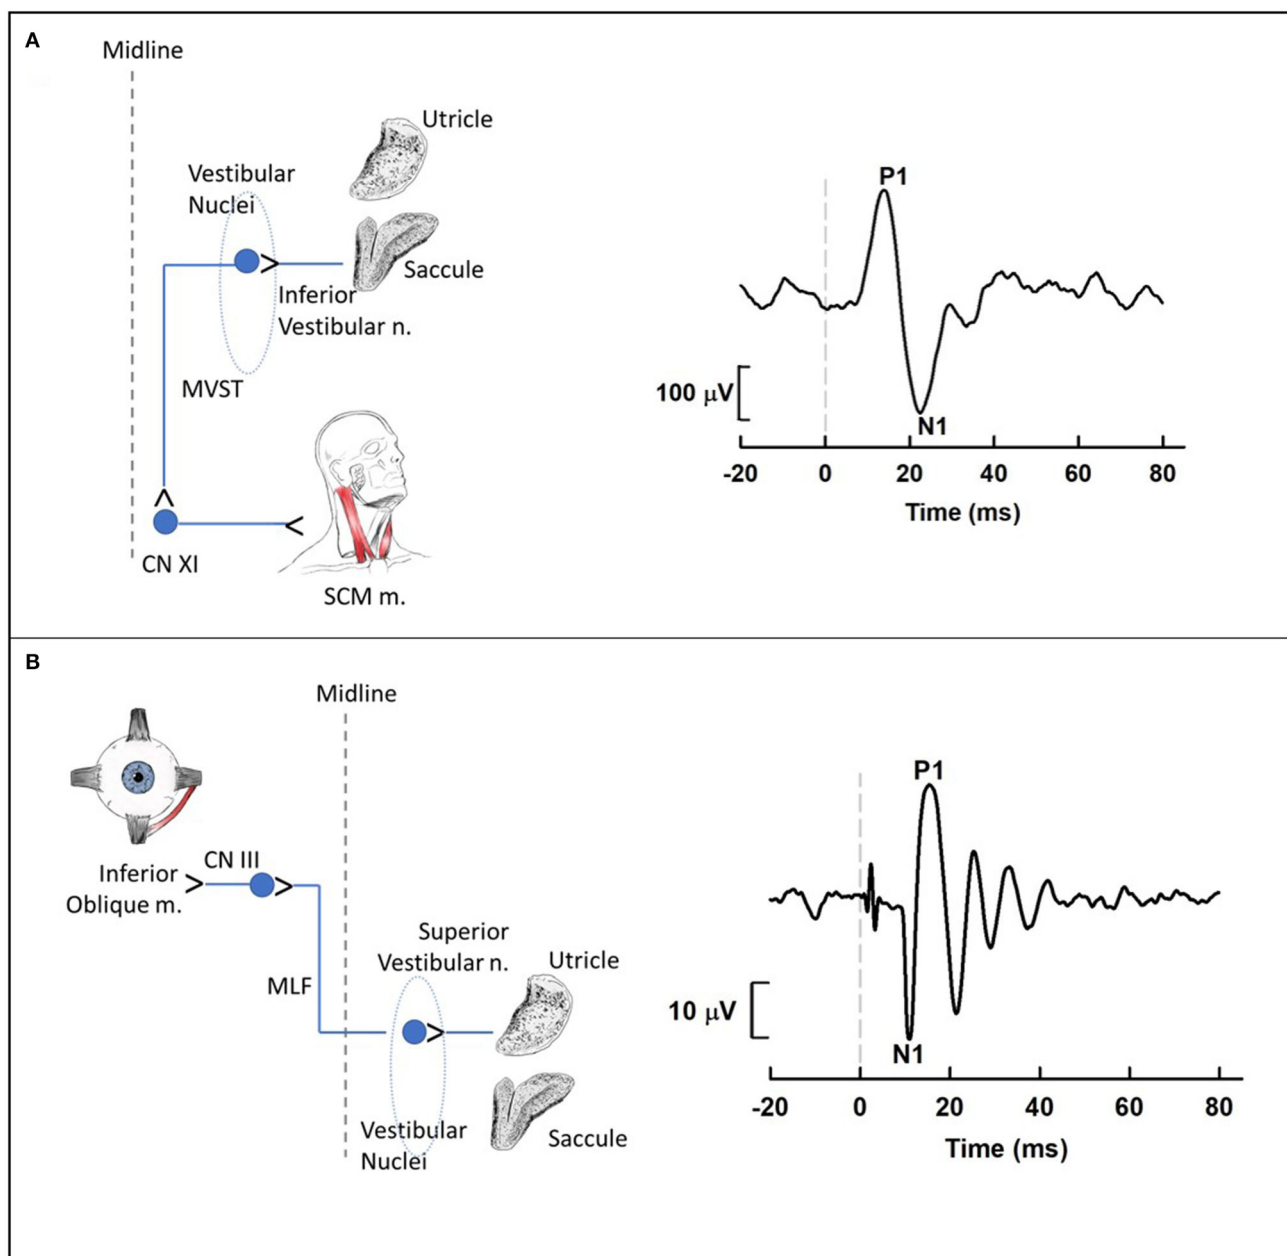 A
Midline
Utricle
Vestibular
Nuclei
Saccule
Inferior
Vestibular n.
MVST
CN XI
SCM m.
P1
100 μV
N1
-20 0 20 40 60 80
Time (ms)
B
Midline
CN III
Inferior
Oblique m.
Superior
Vestibular n.
Utricle
MLF
Vestibular
Nuclei
Saccule
P1
10 μV
N1
-20 0 20 40 60 80
Time (ms)